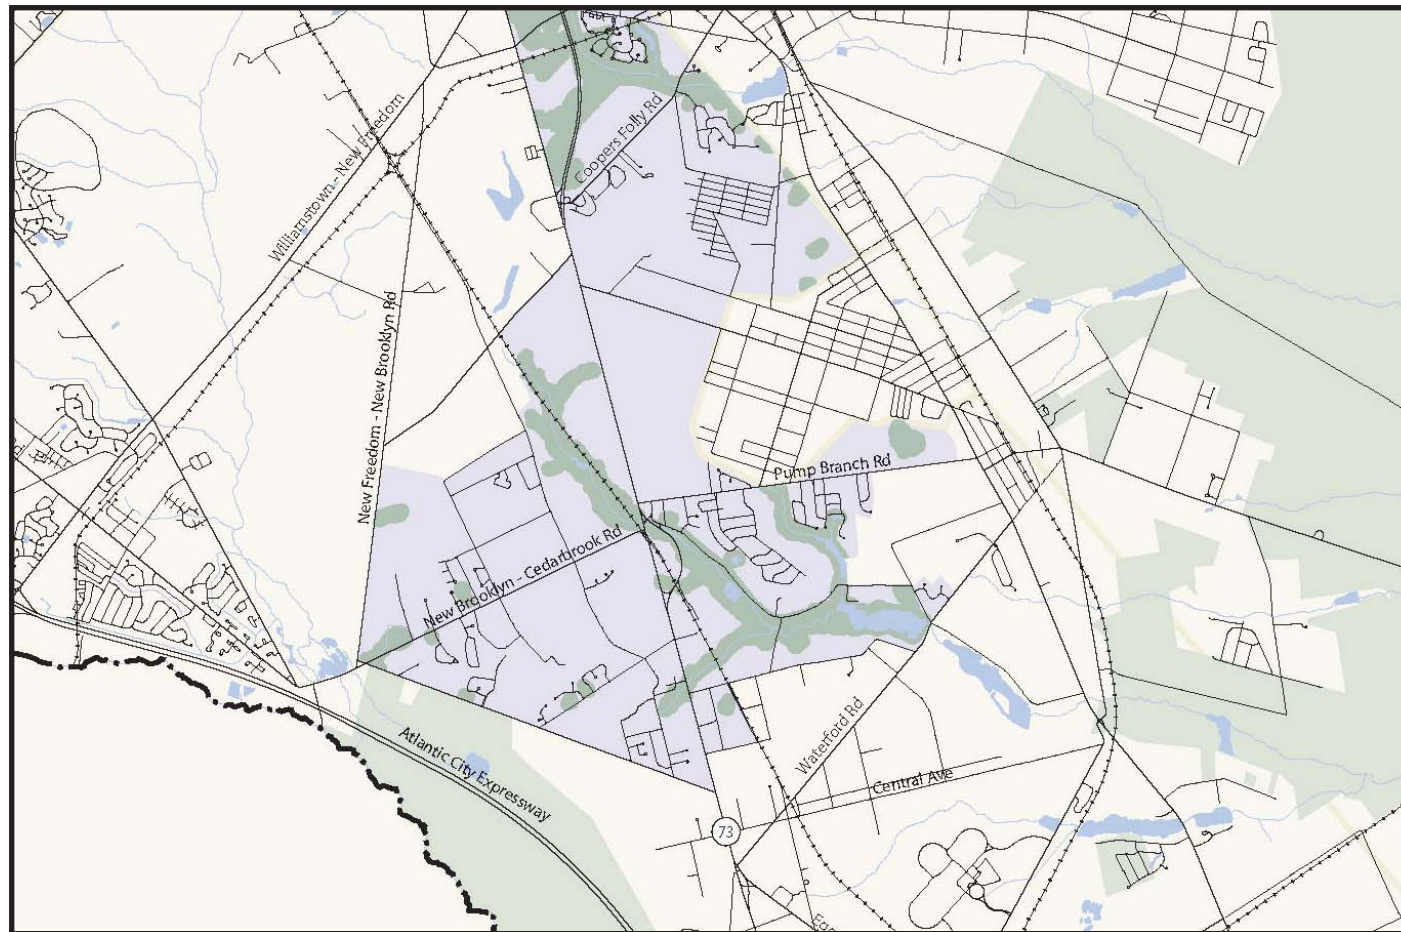 Coopers Folly Rd
Williamstown - New Freedom
New Freedom - New Brooklyn Rd
Pump Branch Rd
New Brooklyn - Cedarbrook Rd
Atlantic City Expressway
Waterford Rd
Central Ave
73